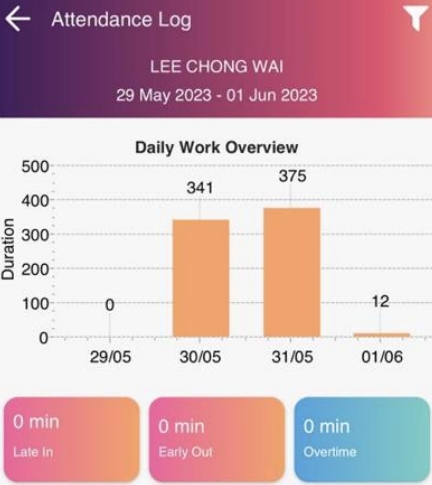 Attendance Log
LEE CHONG WAI
29 May 2023 - 01 Jun 2023
Daily Work Overview
Duration
500
400
300
200
100
0
0
341
375
12
29/05
30/05
31/05
01/06
0 min
Late In
0 min
Early Out
0 min
Overtime